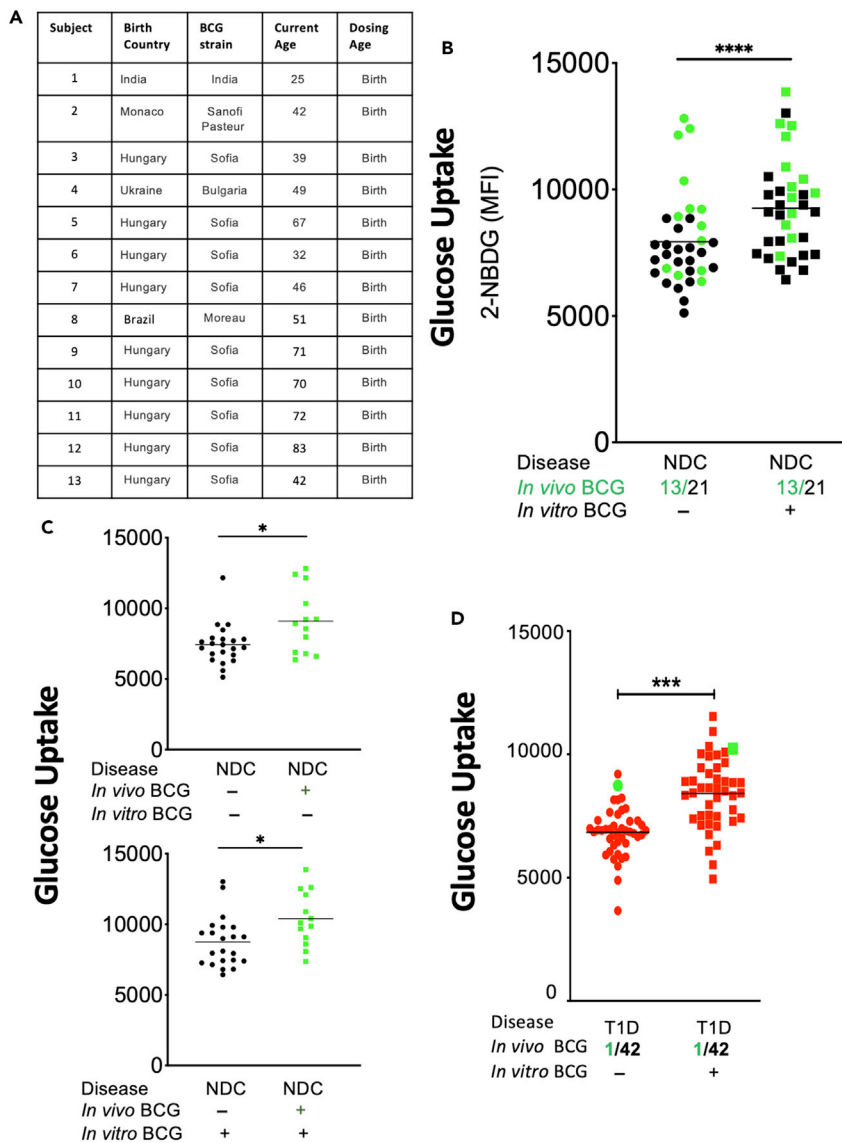 A
Subject Birth Country BCG strain Current Age Dosing Age
1 India India 25 Birth
2 Monaco Sanofi Pasteur 42 Birth
3 Hungary Sofia 39 Birth
4 Ukraine Bulgaria 49 Birth
5 Hungary Sofia 67 Birth
6 Hungary Sofia 32 Birth
7 Hungary Sofia 46 Birth
8 Brazil Moreau 51 Birth
9 Hungary Sofia 71 Birth
10 Hungary Sofia 70 Birth
11 Hungary Sofia 72 Birth
12 Hungary Sofia 83 Birth
13 Hungary Sofia 42 Birth
B
Glucose Uptake
2-NBDG (MFI)
15000
10000
5000
0
****
Disease NDC NDC
In vivo BCG 13/21 13/21
In vitro BCG – +
C
Glucose Uptake
15000
10000
5000
0
*
Disease NDC NDC
In vivo BCG – +
In vitro BCG – –
15000
10000
5000
0
*
Disease NDC NDC
In vivo BCG – +
In vitro BCG + +
D
Glucose Uptake
15000
10000
5000
0
***
Disease T1D T1D
In vivo BCG 1/42 1/42
In vitro BCG – +